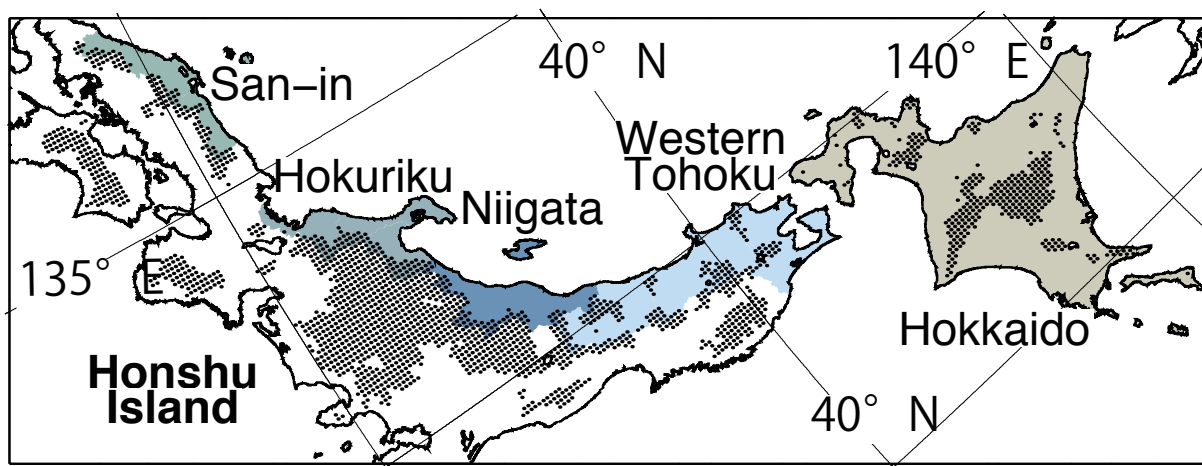 40° N
140° E
San–in
Western
Tohoku
Hokuriku
Niigata
135° E
Hokkaido
Honshu
Island
40° N